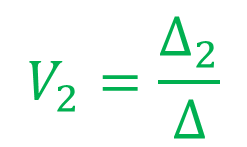 V₂ = Δ₂/Δ